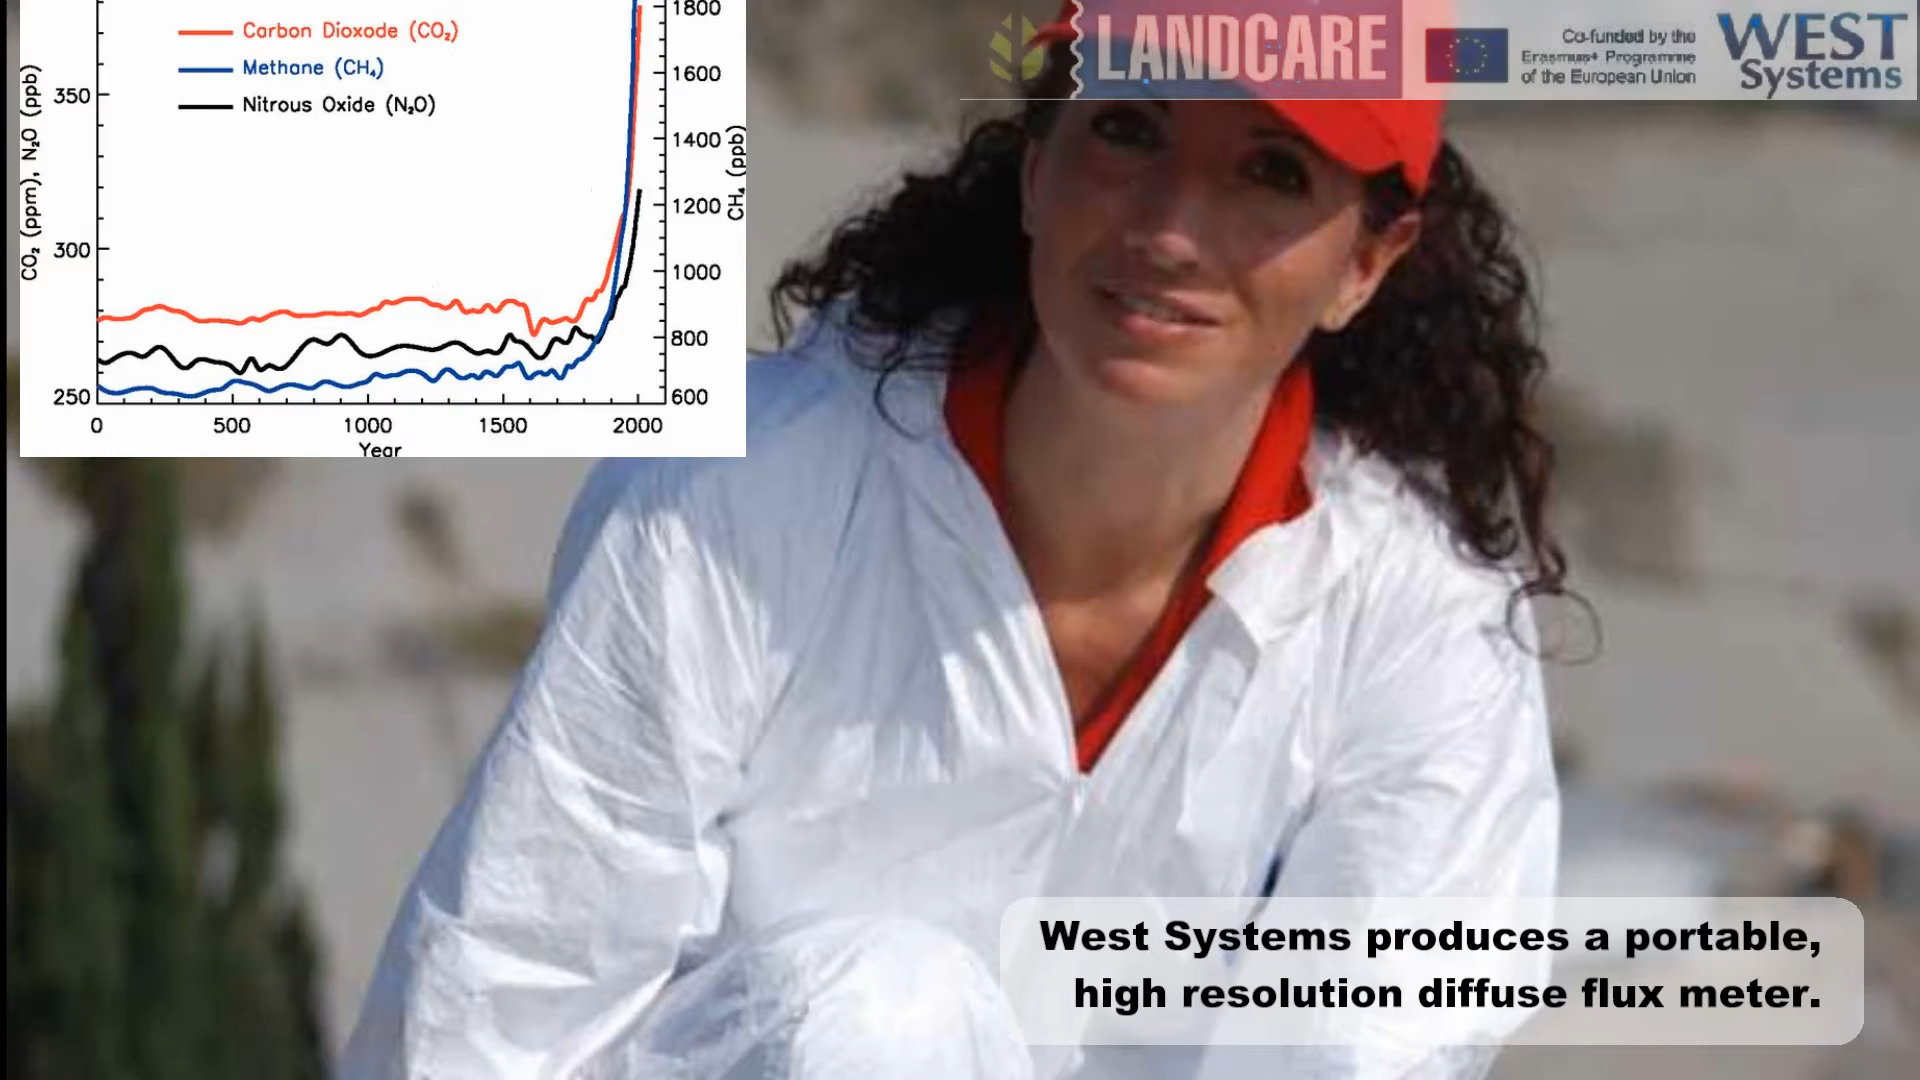 1800
Carbon Dioxode (CO₂)
Methane (CH₄)
Nitrous Oxide (N₂O)
1600
350
1400
1200
300
1000
800
250
600
0 500 1000 1500 2000
Year
CO₂ (ppm), N₂O (ppb)
CH₄ (ppb)
LANDCARE
Co-funded by the
Erasmus+ Programme
of the European Union
WEST
Systems
West Systems produces a portable,
high resolution diffuse flux meter.